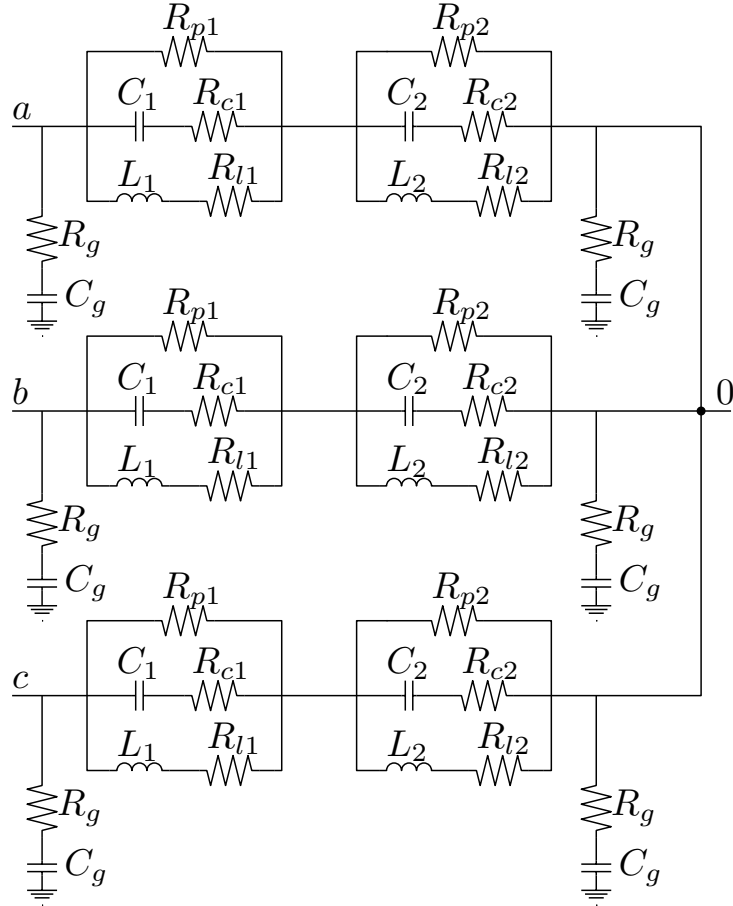 R_{p1} R_{p2}
a C_1 R_{c1} C_2 R_{c2}
L_1 R_{l1} L_2 R_{l2}
R_g R_g
C_g C_g
R_{p1} R_{p2}
b C_1 R_{c1} C_2 R_{c2} 0
L_1 R_{l1} L_2 R_{l2}
R_g R_g
C_g C_g
R_{p1} R_{p2}
c C_1 R_{c1} C_2 R_{c2}
L_1 R_{l1} L_2 R_{l2}
R_g R_g
C_g C_g